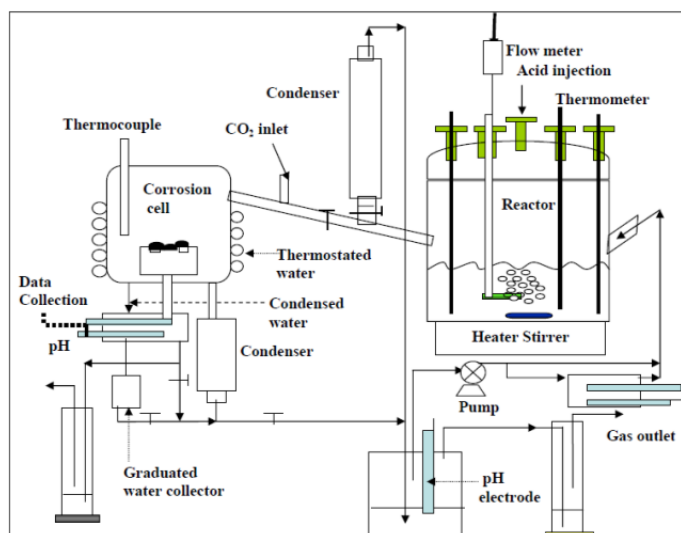 Flow meter
Acid injection
Condenser
Thermometer
Thermocouple
CO₂ inlet
Corrosion
cell
Reactor
Thermostated
water
Data
Collection
Condensed
water
pH
Condenser
Heater Stirrer
Pump
Gas outlet
Graduated
water collector
pH
electrode